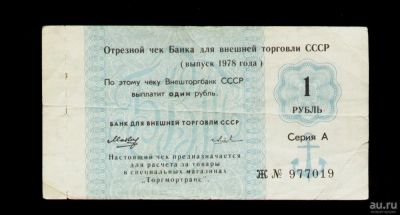 Отрезной чек Банка для внешней торговли СССР
(выпуск 1978 года)
По этому чеку Внешторгбанк СССР
выплатит один рубль.
1
РУБЛЬ
БАНК ДЛЯ ВНЕШНЕЙ ТОРГОВЛИ СССР
Серия А
Настоящий чек предназначается
для расчета за товары
в специальных магазинах
"Торгмортранс".
Ж № 977019
au.ru